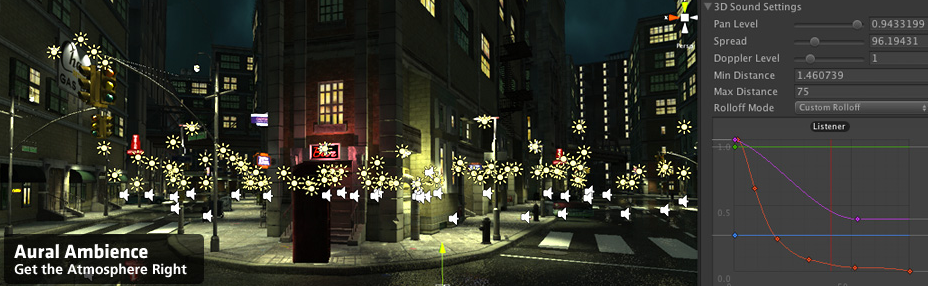 3D Sound Settings
Pan Level 0.9433199
Spread 96.19431
Doppler Level 1
Min Distance 1.460739
Max Distance 75
Rolloff Mode Custom Rolloff
Listener
1.0
0.5
0.0
GAS
Aural Ambience
Get the Atmosphere Right